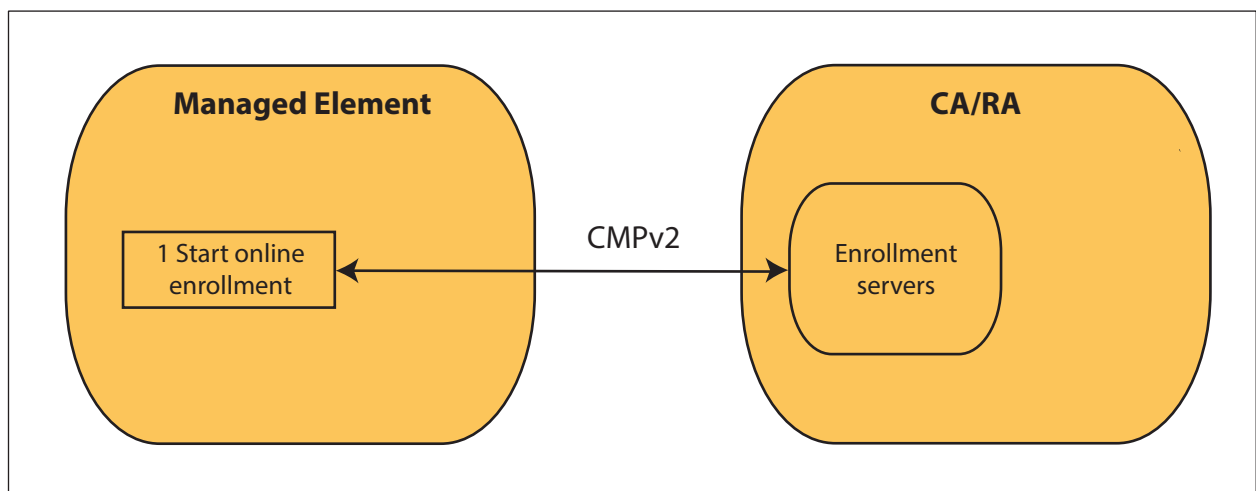 Managed Element
CA/RA
CMPv2
1 Start online
enrollment
Enrollment
servers